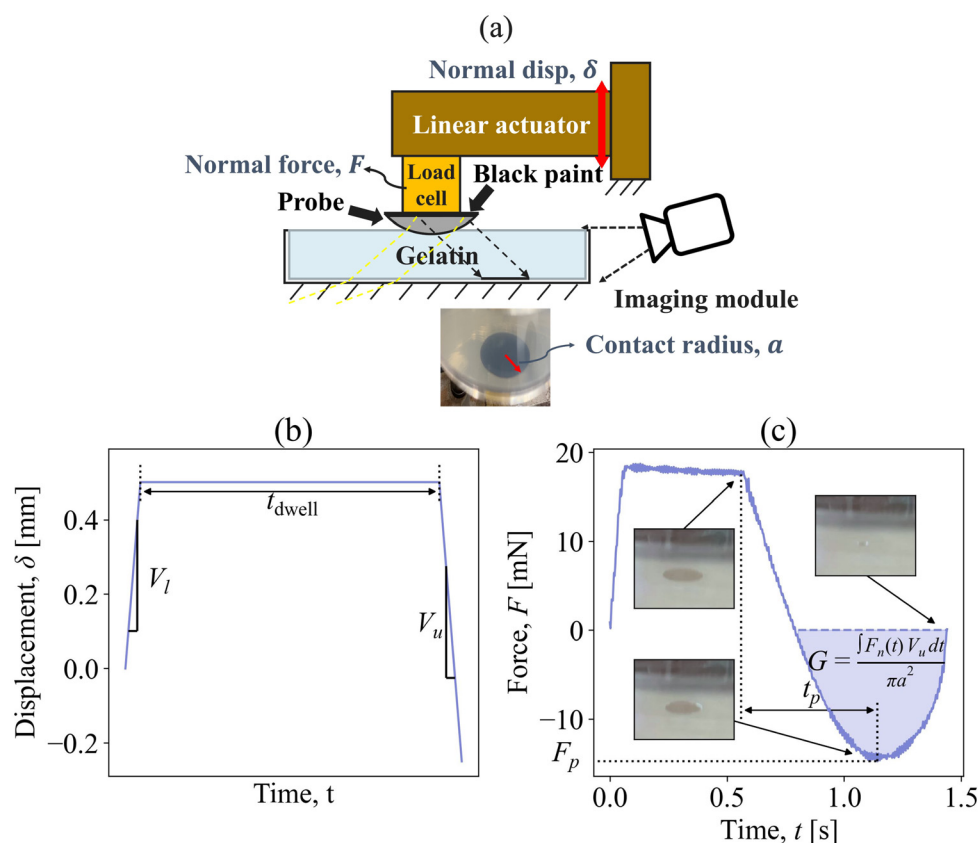 (a)
Normal disp, δ
Linear actuator
Normal force, F
Load
cell
Black paint
Probe
Gelatin
Imaging module
Contact radius, a
(b)
Displacement, δ [mm]
0.4
0.2
0.0
−0.2
t_dwell
V_l
V_u
Time, t
(c)
Force, F [mN]
20
10
0
−10
F_p
G = ∫F_n(t) V_u dt / πa²
t_p
0.0
0.5
1.0
1.5
Time, t [s]